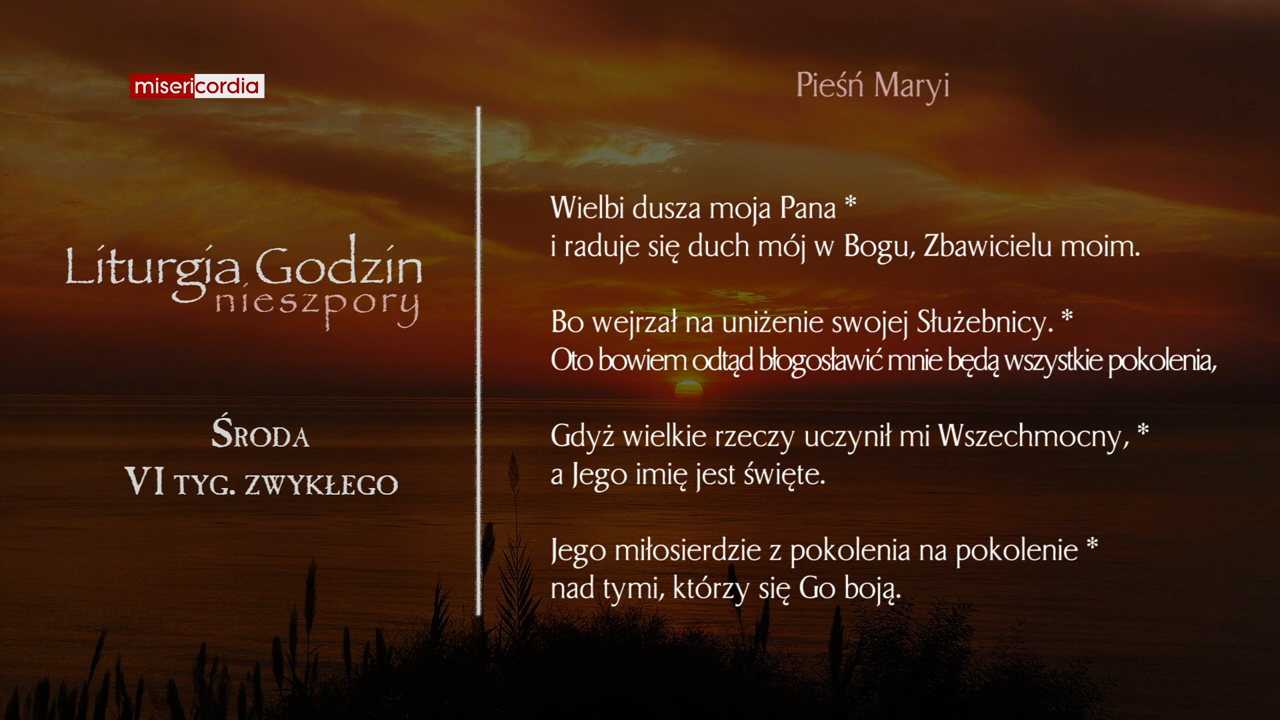 misericordia
Liturgia Godzin
nieszpory
Środa
VI tyg. zwykłego
Pieśń Maryi
Wielbi dusza moja Pana *
i raduje się duch mój w Bogu, Zbawicielu moim.
Bo wejrzał na uniżenie swojej Służebnicy. *
Oto bowiem odtąd błogosławić mnie będą wszystkie pokolenia,
Gdyż wielkie rzeczy uczynił mi Wszechmocny, *
a Jego imię jest święte.
Jego miłosierdzie z pokolenia na pokolenie *
nad tymi, którzy się Go boją.